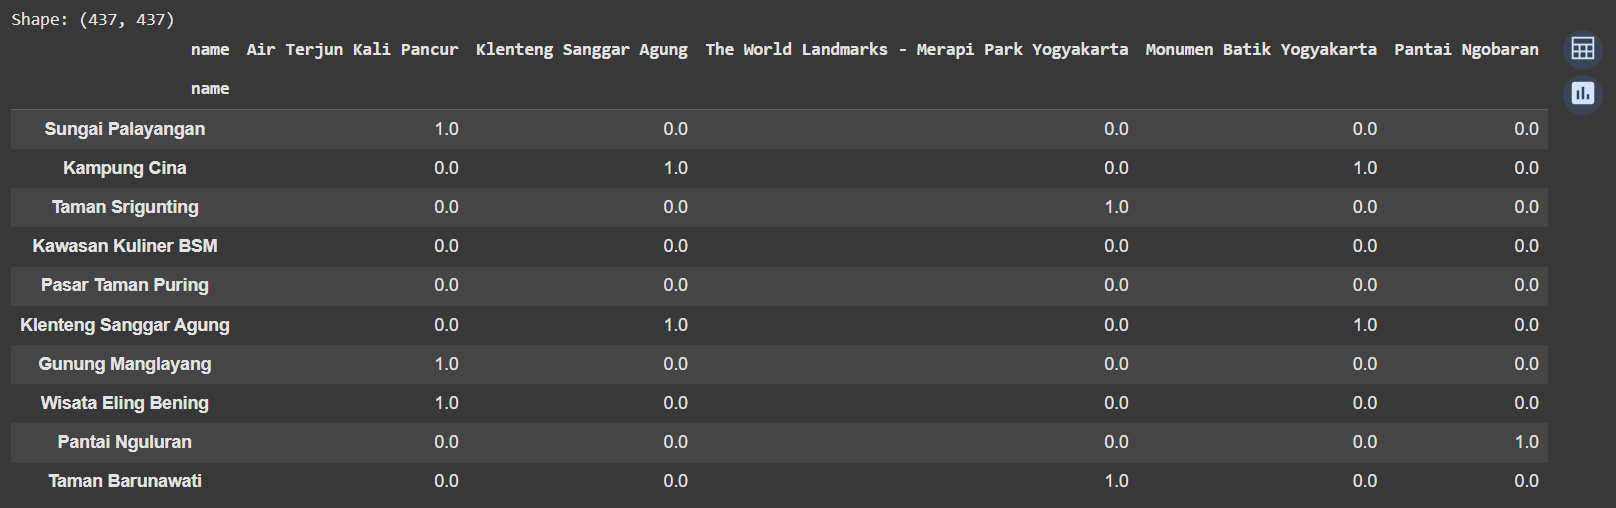 Shape: (437, 437)
name Air Terjun Kali Pancur Klenteng Sanggar Agung The World Landmarks - Merapi Park Yogyakarta Monumen Batik Yogyakarta Pantai Ngobaran
name
Sungai Palayangan 1.0 0.0 0.0 0.0 0.0
Kampung Cina 0.0 1.0 0.0 1.0 0.0
Taman Srigunting 0.0 0.0 1.0 0.0 0.0
Kawasan Kuliner BSM 0.0 0.0 0.0 0.0 0.0
Pasar Taman Puring 0.0 0.0 0.0 0.0 0.0
Klenteng Sanggar Agung 0.0 1.0 0.0 1.0 0.0
Gunung Manglayang 1.0 0.0 0.0 0.0 0.0
Wisata Eling Bening 1.0 0.0 0.0 0.0 0.0
Pantai Nguluran 0.0 0.0 0.0 0.0 1.0
Taman Barunawati 0.0 0.0 1.0 0.0 0.0